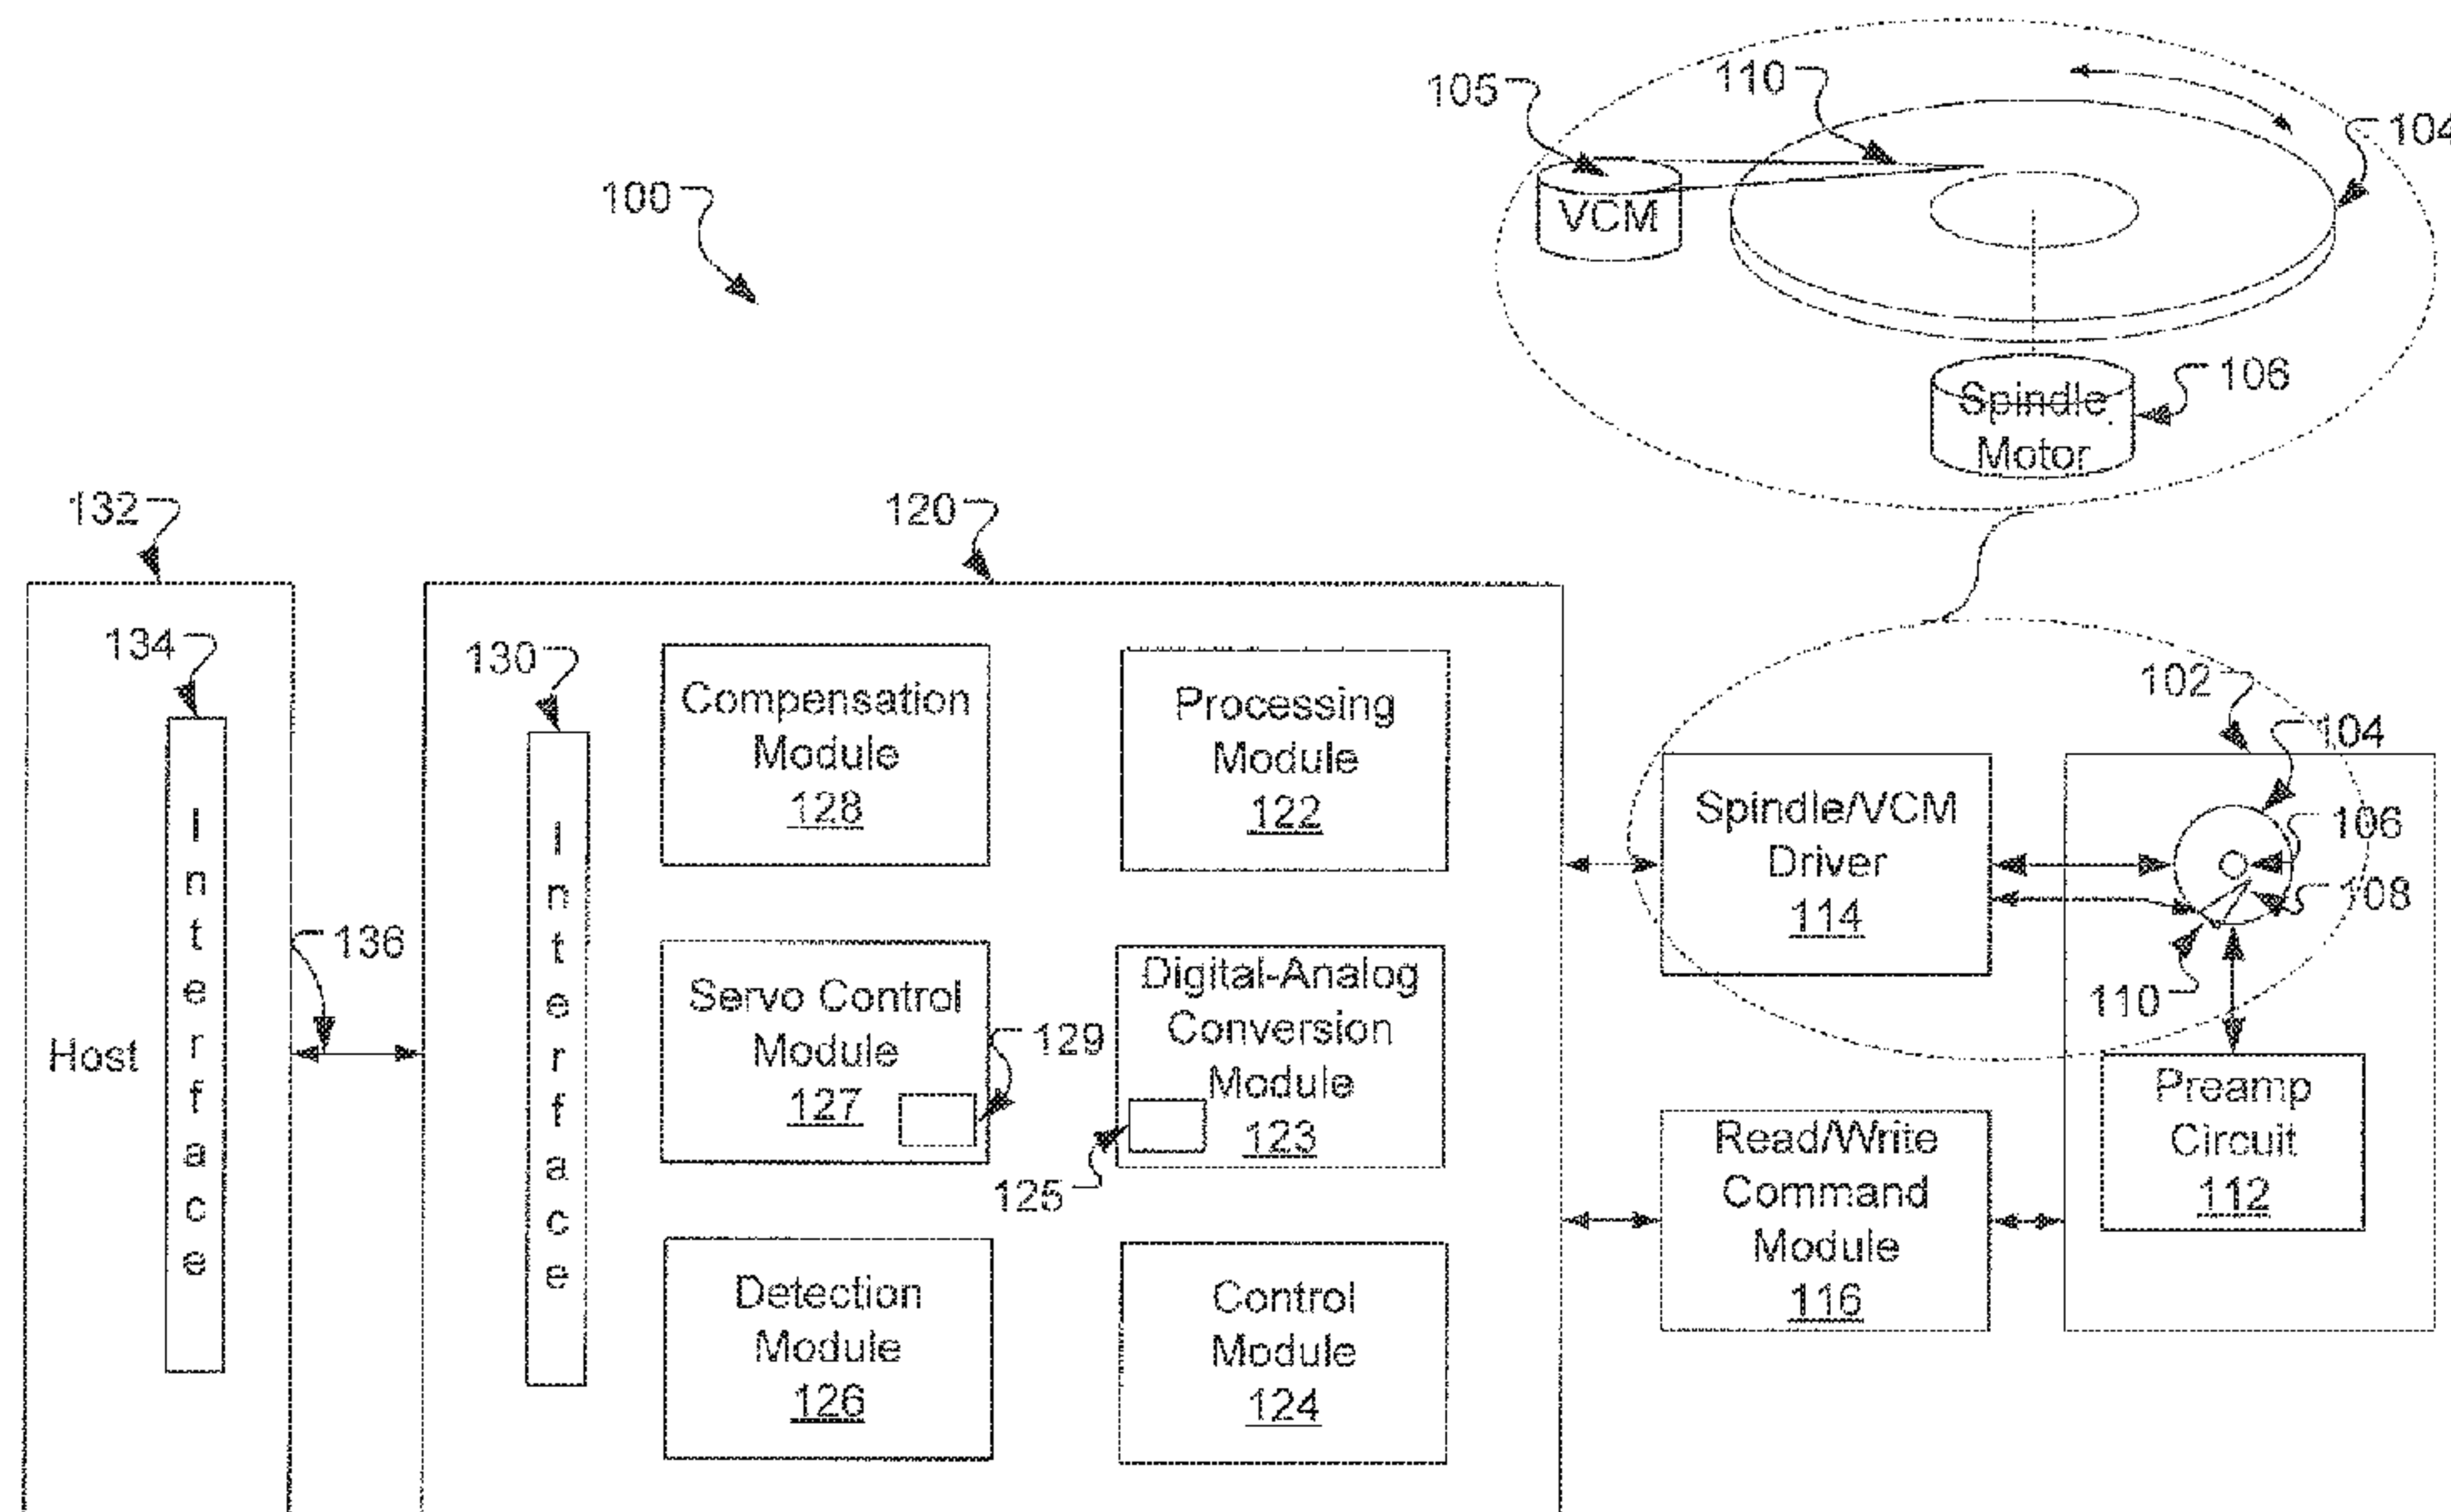 105
110
104
100
VCM
106
Spindle
Motor
132
120
134
130
102
104
Compensation
Module
128
Processing
Module
122
Interface
Interface
Spindle/VCM
Driver
114
106
108
110
136
Host
Servo Control
Module
127
129
Digital-Analog
Conversion
Module
123
125
Preamp
Circuit
112
Read/Write
Command
Module
116
Detection
Module
126
Control
Module
124